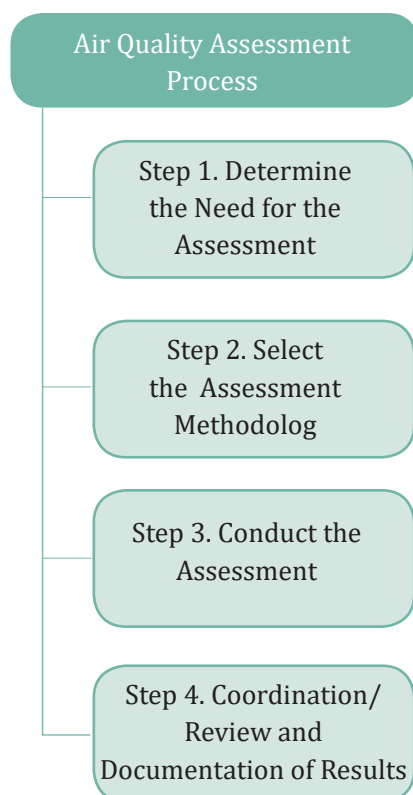 Air Quality Assessment
Process
Step 1. Determine
the Need for the
Assessment
Step 2. Select
the Assessment
Methodolog
Step 3. Conduct the
Assessment
Step 4. Coordination/
Review and
Documentation of Results